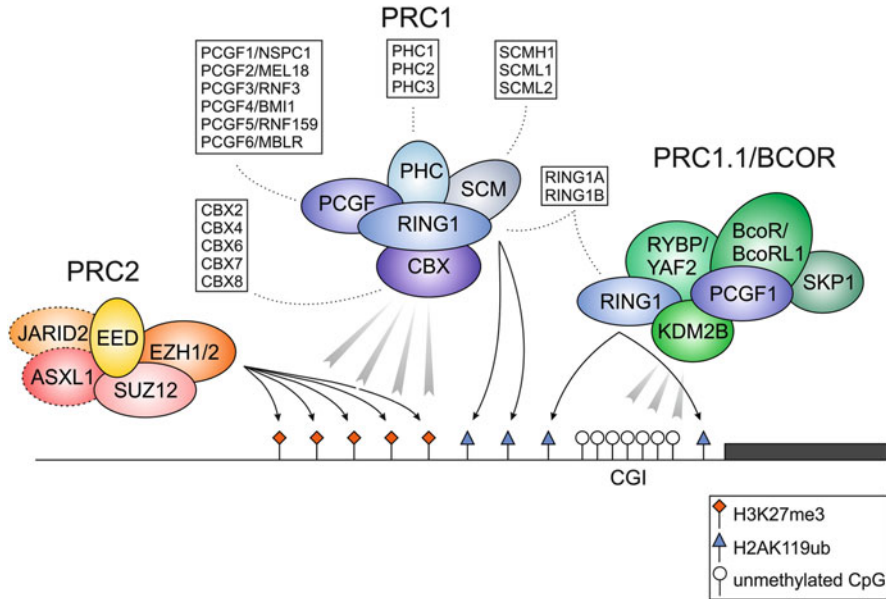 PRC1
PCGF1/NSPC1
PCGF2/MEL18
PCGF3/RNF3
PCGF4/BMI1
PCGF5/RNF159
PCGF6/MBLR
PHC1
PHC2
PHC3
SCMH1
SCML1
SCML2
PHC
SCM
PCGF
RING1
CBX
RING1A
RING1B
CBX2
CBX4
CBX6
CBX7
CBX8
PRC1.1/BCOR
RYBP/
YAF2
BcoR/
BcoRL1
SKP1
RING1
PCGF1
KDM2B
PRC2
JARID2
EED
EZH1/2
ASXL1
SUZ12
CGI
H3K27me3
H2AK119ub
unmethylated CpG